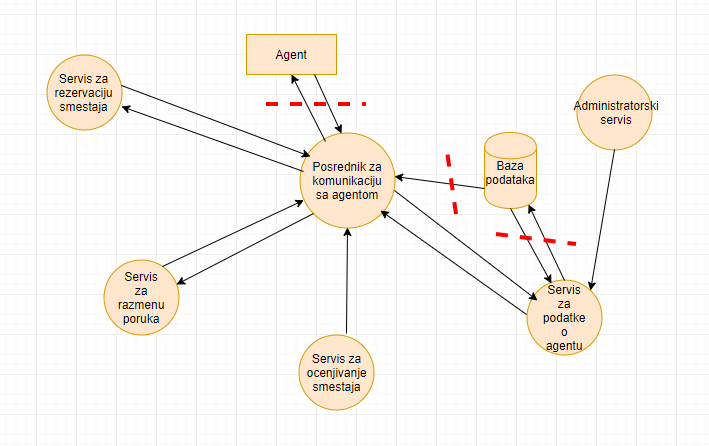 Agent
Servis za
rezervaciju
smestaja
Administratorski
servis
Posrednik za
komunikaciju
sa agentom
Baza
podataka
Servis
za
razmenu
poruka
Servis
za
podatke
o
agentu
Servis za
ocenjivanje
smestaja